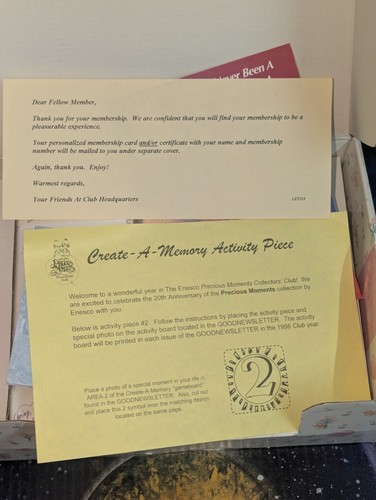 Never Been A
Dear Fellow Member,
Thank you for your membership. We are confident that you will find your membership to be a
pleasurable experience.
Your personalized membership card and/or certificate with your name and membership
number will be mailed to you under separate cover.
Again, thank you. Enjoy!
Warmest regards,
Your Friends At Club Headquarters
Create-A-Memory Activity Piece
Welcome to a wonderful year in The Enesco Precious Moments Collectors' Club! We
are excited to celebrate the 20th Anniversary of the Precious Moments collection by
Enesco with you.
Below is activity piece #2. Follow the instructions by placing the activity piece and
special photo on the activity board located in the GOODNEWSLETTER. The activity
board will be printed in each issue of the GOODNEWSLETTER in the 1998 Club year.
Place a photo of a special moment in your life in
AREA 2 of the Create-A-Memory "gameboard"
found in the GOODNEWSLETTER. Also, cut out
and place this 2 symbol over the matching design
located on the same page.
2